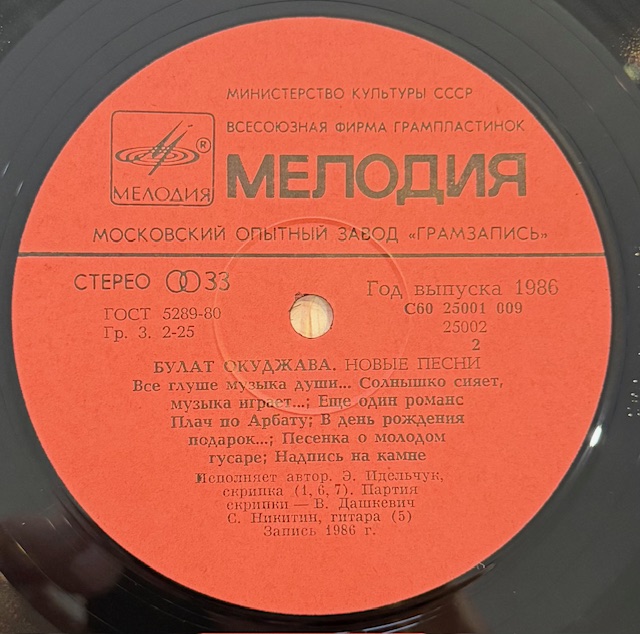 МИНИСТЕРСТВО КУЛЬТУРЫ СССР
ВСЕСОЮЗНАЯ ФИРМА ГРАМПЛАСТИНОК
®
МЕЛОДИЯ
МЕЛОДИЯ
МОСКОВСКИЙ ОПЫТНЫЙ ЗАВОД «ГРАМЗАПИСЬ»
СТЕРЕО 33
Год выпуска 1986
ГОСТ 5289-80
С60 25001 009
Гр. 3. 2-25
25002
2
БУЛАТ ОКУДЖАВА. НОВЫЕ ПЕСНИ
Все глуше музыка души... Солнышко сияет,
музыка играет...; Еще один романс
Плач по Арбату; В день рождения
подарок...; Песенка о молодом
гусаре; Надпись на камне
Исполняет автор. Э. Идельчук,
скрипка (1, 6, 7). Партия
скрипки — В. Дашкевич
С. Никитин, гитара (5)
Запись 1986 г.